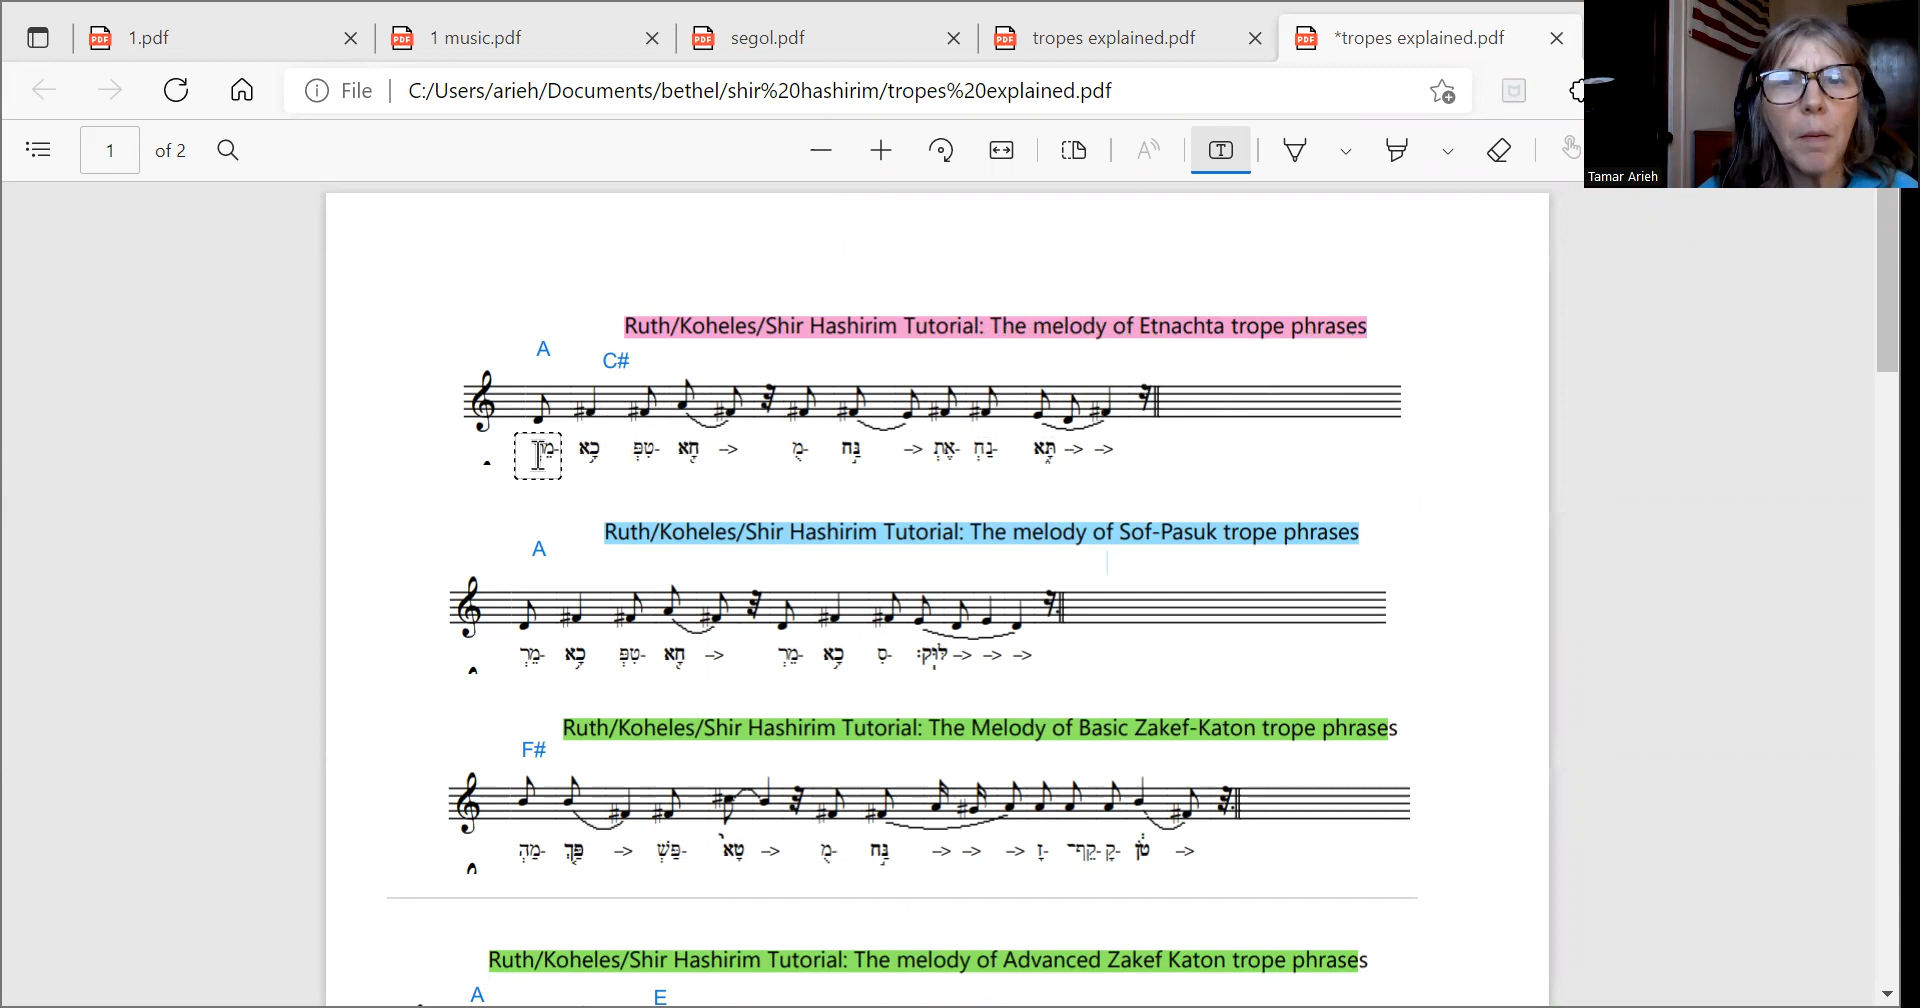 1.pdf
1 music.pdf
segol.pdf
tropes explained.pdf
*tropes explained.pdf
File
C:/Users/arieh/Documents/bethel/shir%20hashirim/tropes%20explained.pdf
1 of 2
Tamar Arieh
Ruth/Koheles/Shir Hashirim Tutorial: The melody of Etnachta trope phrases
A
C#
כָ֥א טִפְּ- חָ֖א -> מֻ- נַּ֣ח -> אֶתְ- נַחְ- תָּ֑א -> ->
Ruth/Koheles/Shir Hashirim Tutorial: The melody of Sof-Pasuk trope phrases
A
מֵרְ- כָ֥א טִפְּ- חָ֖א -> מֵרְ- כָ֥א ס- -> -> ->
Ruth/Koheles/Shir Hashirim Tutorial: The Melody of Basic Zakef-Katon trope phrases
F#
מַהְ- פַּ֤ךְ -> פַּשְׁ- טָא֙ -> מֻ- נַּ֣ח -> -> -> זָ- קֵף־ קָ- טֹ֔ן ->
Ruth/Koheles/Shir Hashirim Tutorial: The melody of Advanced Zakef Katon trope phrases
A
E